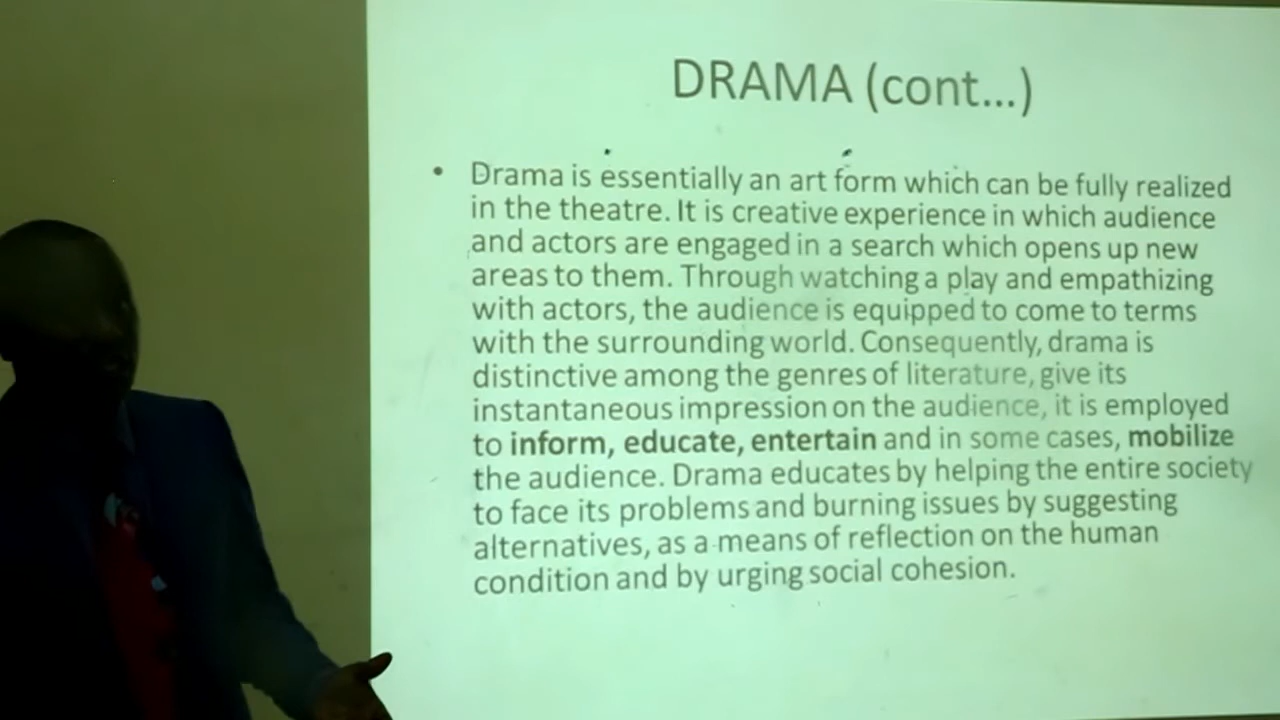 DRAMA (cont...)
• Drama is essentially an art form which can be fully realized
in the theatre. It is creative experience in which audience
and actors are engaged in a search which opens up new
areas to them. Through watching a play and empathizing
with actors, the audience is equipped to come to terms
with the surrounding world. Consequently, drama is
distinctive among the genres of literature, give its
instantaneous impression on the audience, it is employed
to inform, educate, entertain and in some cases, mobilize
the audience. Drama educates by helping the entire society
to face its problems and burning issues by suggesting
alternatives, as a means of reflection on the human
condition and by urging social cohesion.